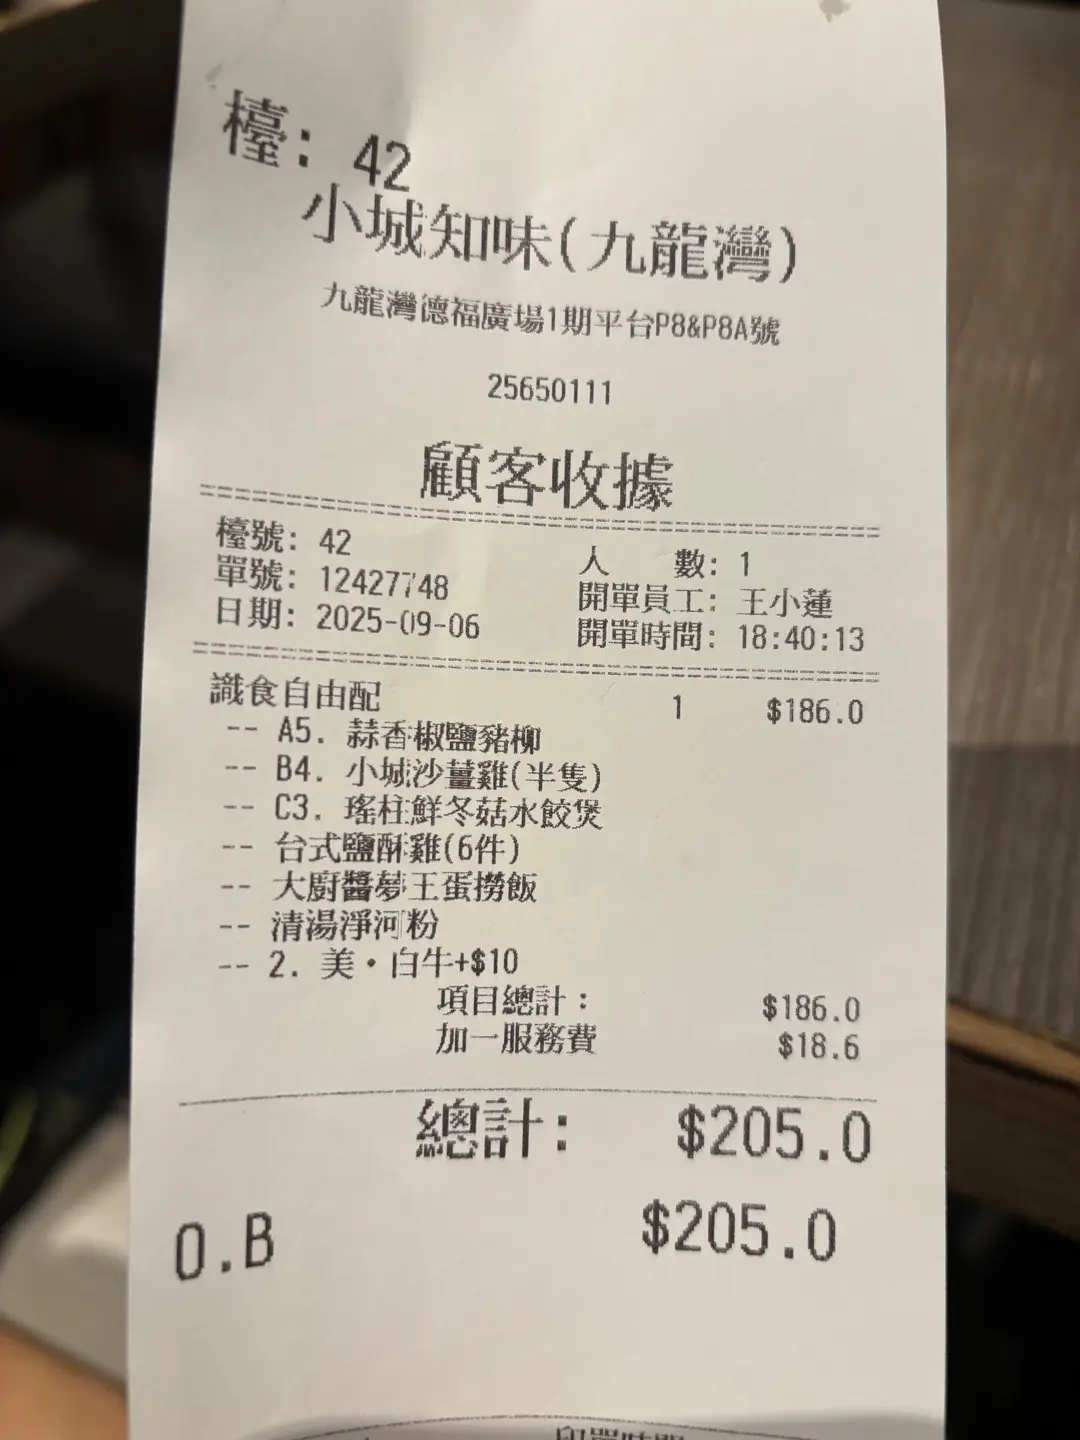 檯: 42
小城知味(九龍灣)
九龍灣德福廣場1期平台P8&P8A號
25650111
顧客收據
檯號: 42 人 數: 1
單號: 12427748 開單員工: 王小蓮
日期: 2025-09-06 開單時間: 18:40:13
識食自由配 1 $186.0
-- A5. 蒜香椒鹽豬柳
-- B4. 小城沙薑雞(半隻)
-- C3. 瑤柱鮮冬菇水餃煲
-- 台式鹽酥雞(6件)
-- 大廚醬夢王蛋撈飯
-- 清湯淨河粉
-- 2. 美・白牛+$10
項目總計: $186.0
加一服務費 $18.6
總計: $205.0
O.B $205.0